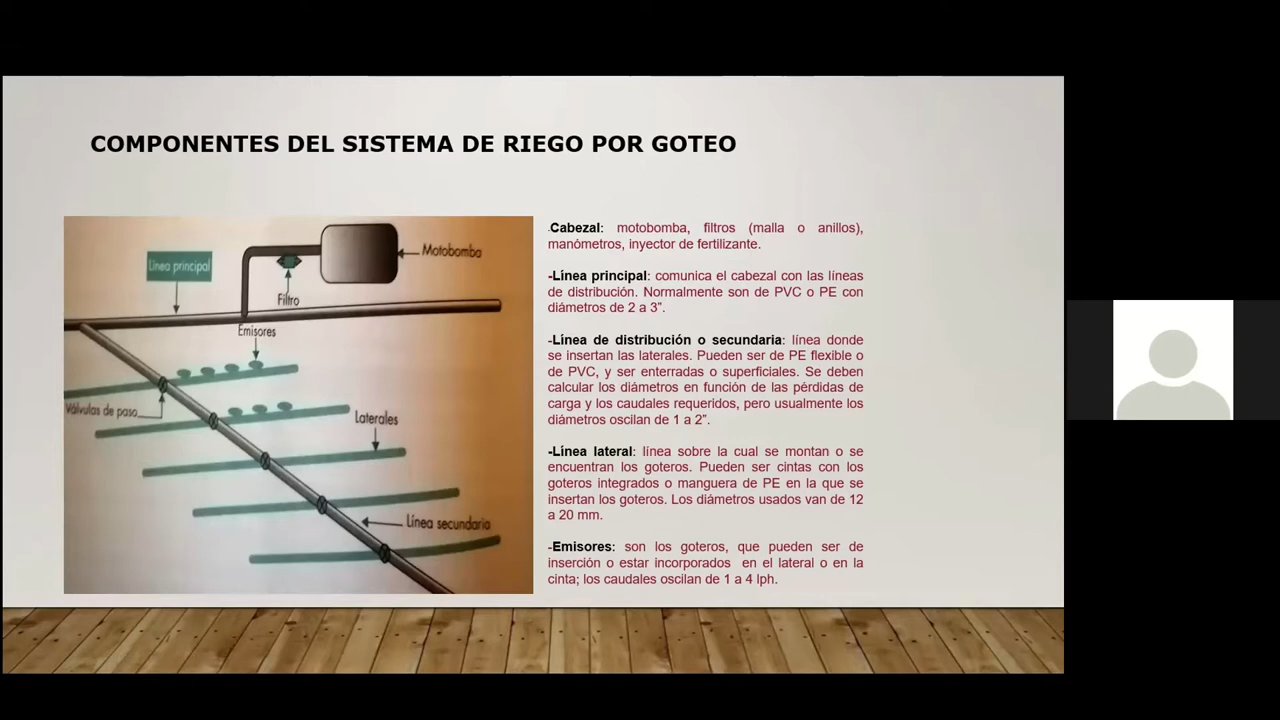 COMPONENTES DEL SISTEMA DE RIEGO POR GOTEO
Línea principal
Motobomba
Filtro
Emisores
Válvulas de paso
Laterales
Línea secundaria
-Cabezal: motobomba, filtros (malla o anillos),
manómetros, inyector de fertilizante.
-Línea principal: comunica el cabezal con las líneas
de distribución. Normalmente son de PVC o PE con
diámetros de 2 a 3”.
-Línea de distribución o secundaria: línea donde
se insertan las laterales. Pueden ser de PE flexible o
de PVC, y ser enterradas o superficiales. Se deben
calcular los diámetros en función de las pérdidas de
carga y los caudales requeridos, pero usualmente los
diámetros oscilan de 1 a 2”.
-Línea lateral: línea sobre la cual se montan o se
encuentran los goteros. Pueden ser cintas con los
goteros integrados o manguera de PE en la que se
insertan los goteros. Los diámetros usados van de 12
a 20 mm.
-Emisores: son los goteros, que pueden ser de
inserción o estar incorporados en el lateral o en la
cinta; los caudales oscilan de 1 a 4 lph.